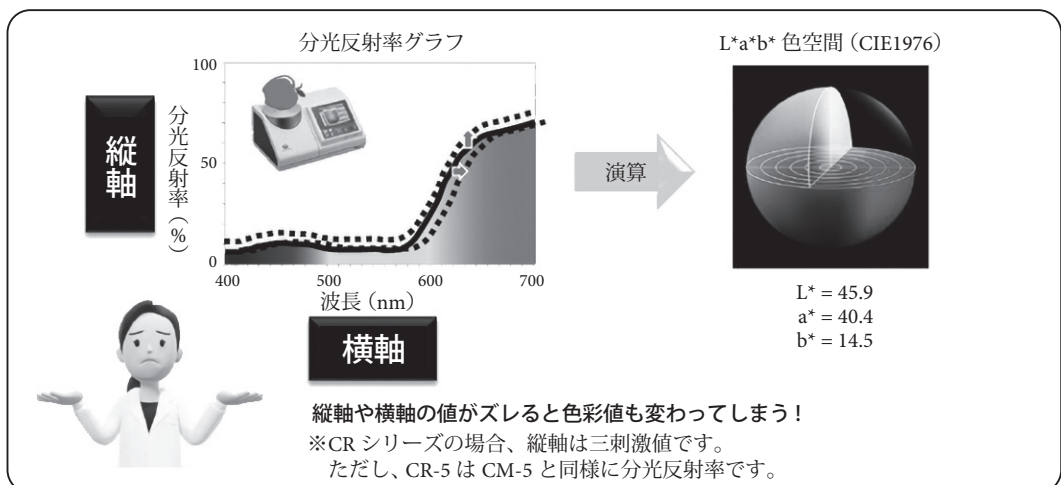 分光反射率グラフ
L*a*b* 色空間（CIE1976）
縦軸
分光反射率（%）
100
50
0
400
500
600
700
波長（nm）
横軸
演算
L* = 45.9
a* = 40.4
b* = 14.5
縦軸や横軸の値がズレると色彩値も変わってしまう！
※CR シリーズの場合、縦軸は三刺激値です。
ただし、CR-5 は CM-5 と同様に分光反射率です。